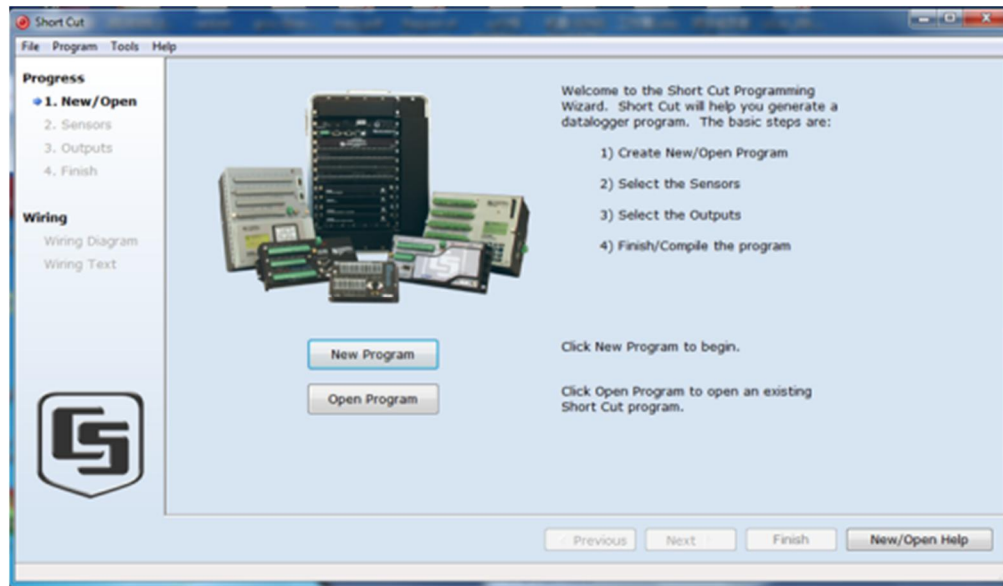 Short Cut
File Program Tools Help
Progress
1. New/Open
2. Sensors
3. Outputs
4. Finish
Wiring
Wiring Diagram
Wiring Text
Welcome to the Short Cut Programming
Wizard. Short Cut will help you generate a
datalogger program. The basic steps are:
1) Create New/Open Program
2) Select the Sensors
3) Select the Outputs
4) Finish/Compile the program
New Program
Click New Program to begin.
Open Program
Click Open Program to open an existing
Short Cut program.
< Previous
Next
Finish
New/Open Help